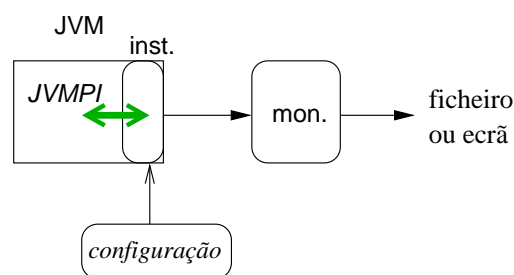 JVM
inst.
JVMPI
mon.
ficheiro
ou ecrã
configuração